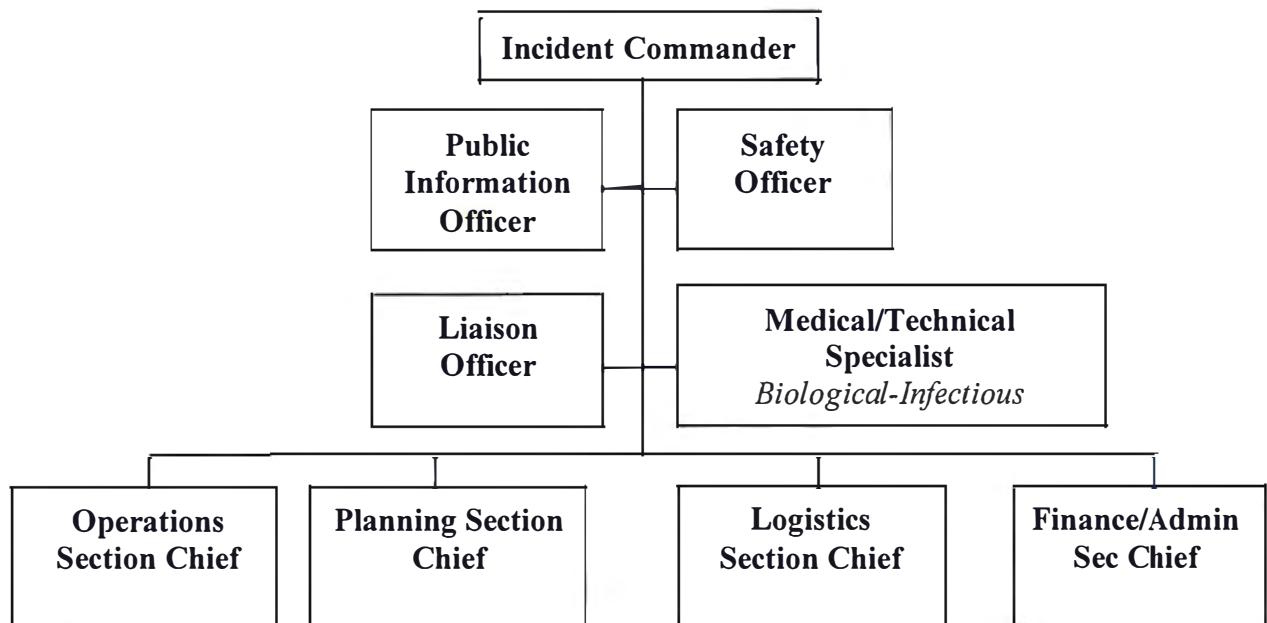 Incident Commander
Public
Information
Officer
Safety
Officer
Liaison
Officer
Medical/Technical
Specialist
Biological-Infectious
Operations
Section Chief
Planning Section
Chief
Logistics
Section Chief
Finance/Admin
Sec Chief